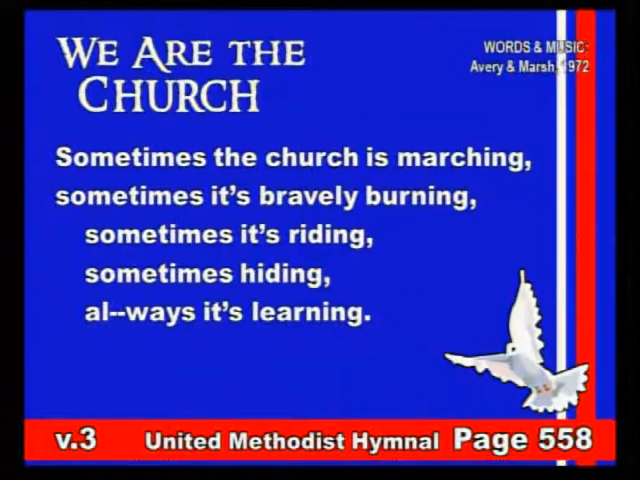 WE ARE THE
CHURCH
WORDS & MUSIC:
Avery & Marsh, 1972
Sometimes the church is marching,
sometimes it's bravely burning,
sometimes it's riding,
sometimes hiding,
al--ways it's learning.
v.3 United Methodist Hymnal Page 558